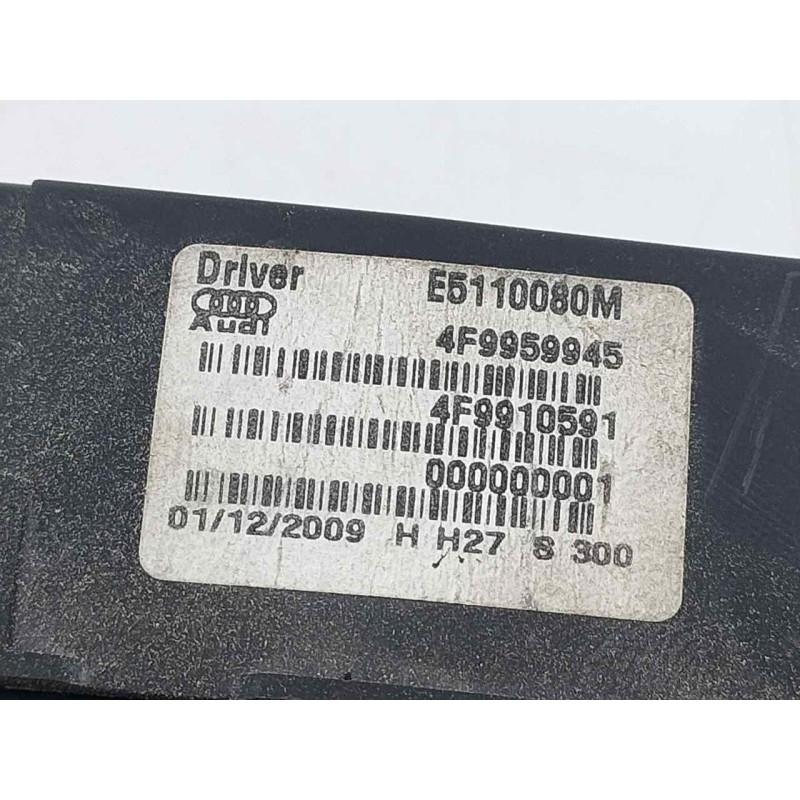 Driver E5110080M
Audi 4F9959945
4F9910591
000000001
01/12/2009 H H27 S 300